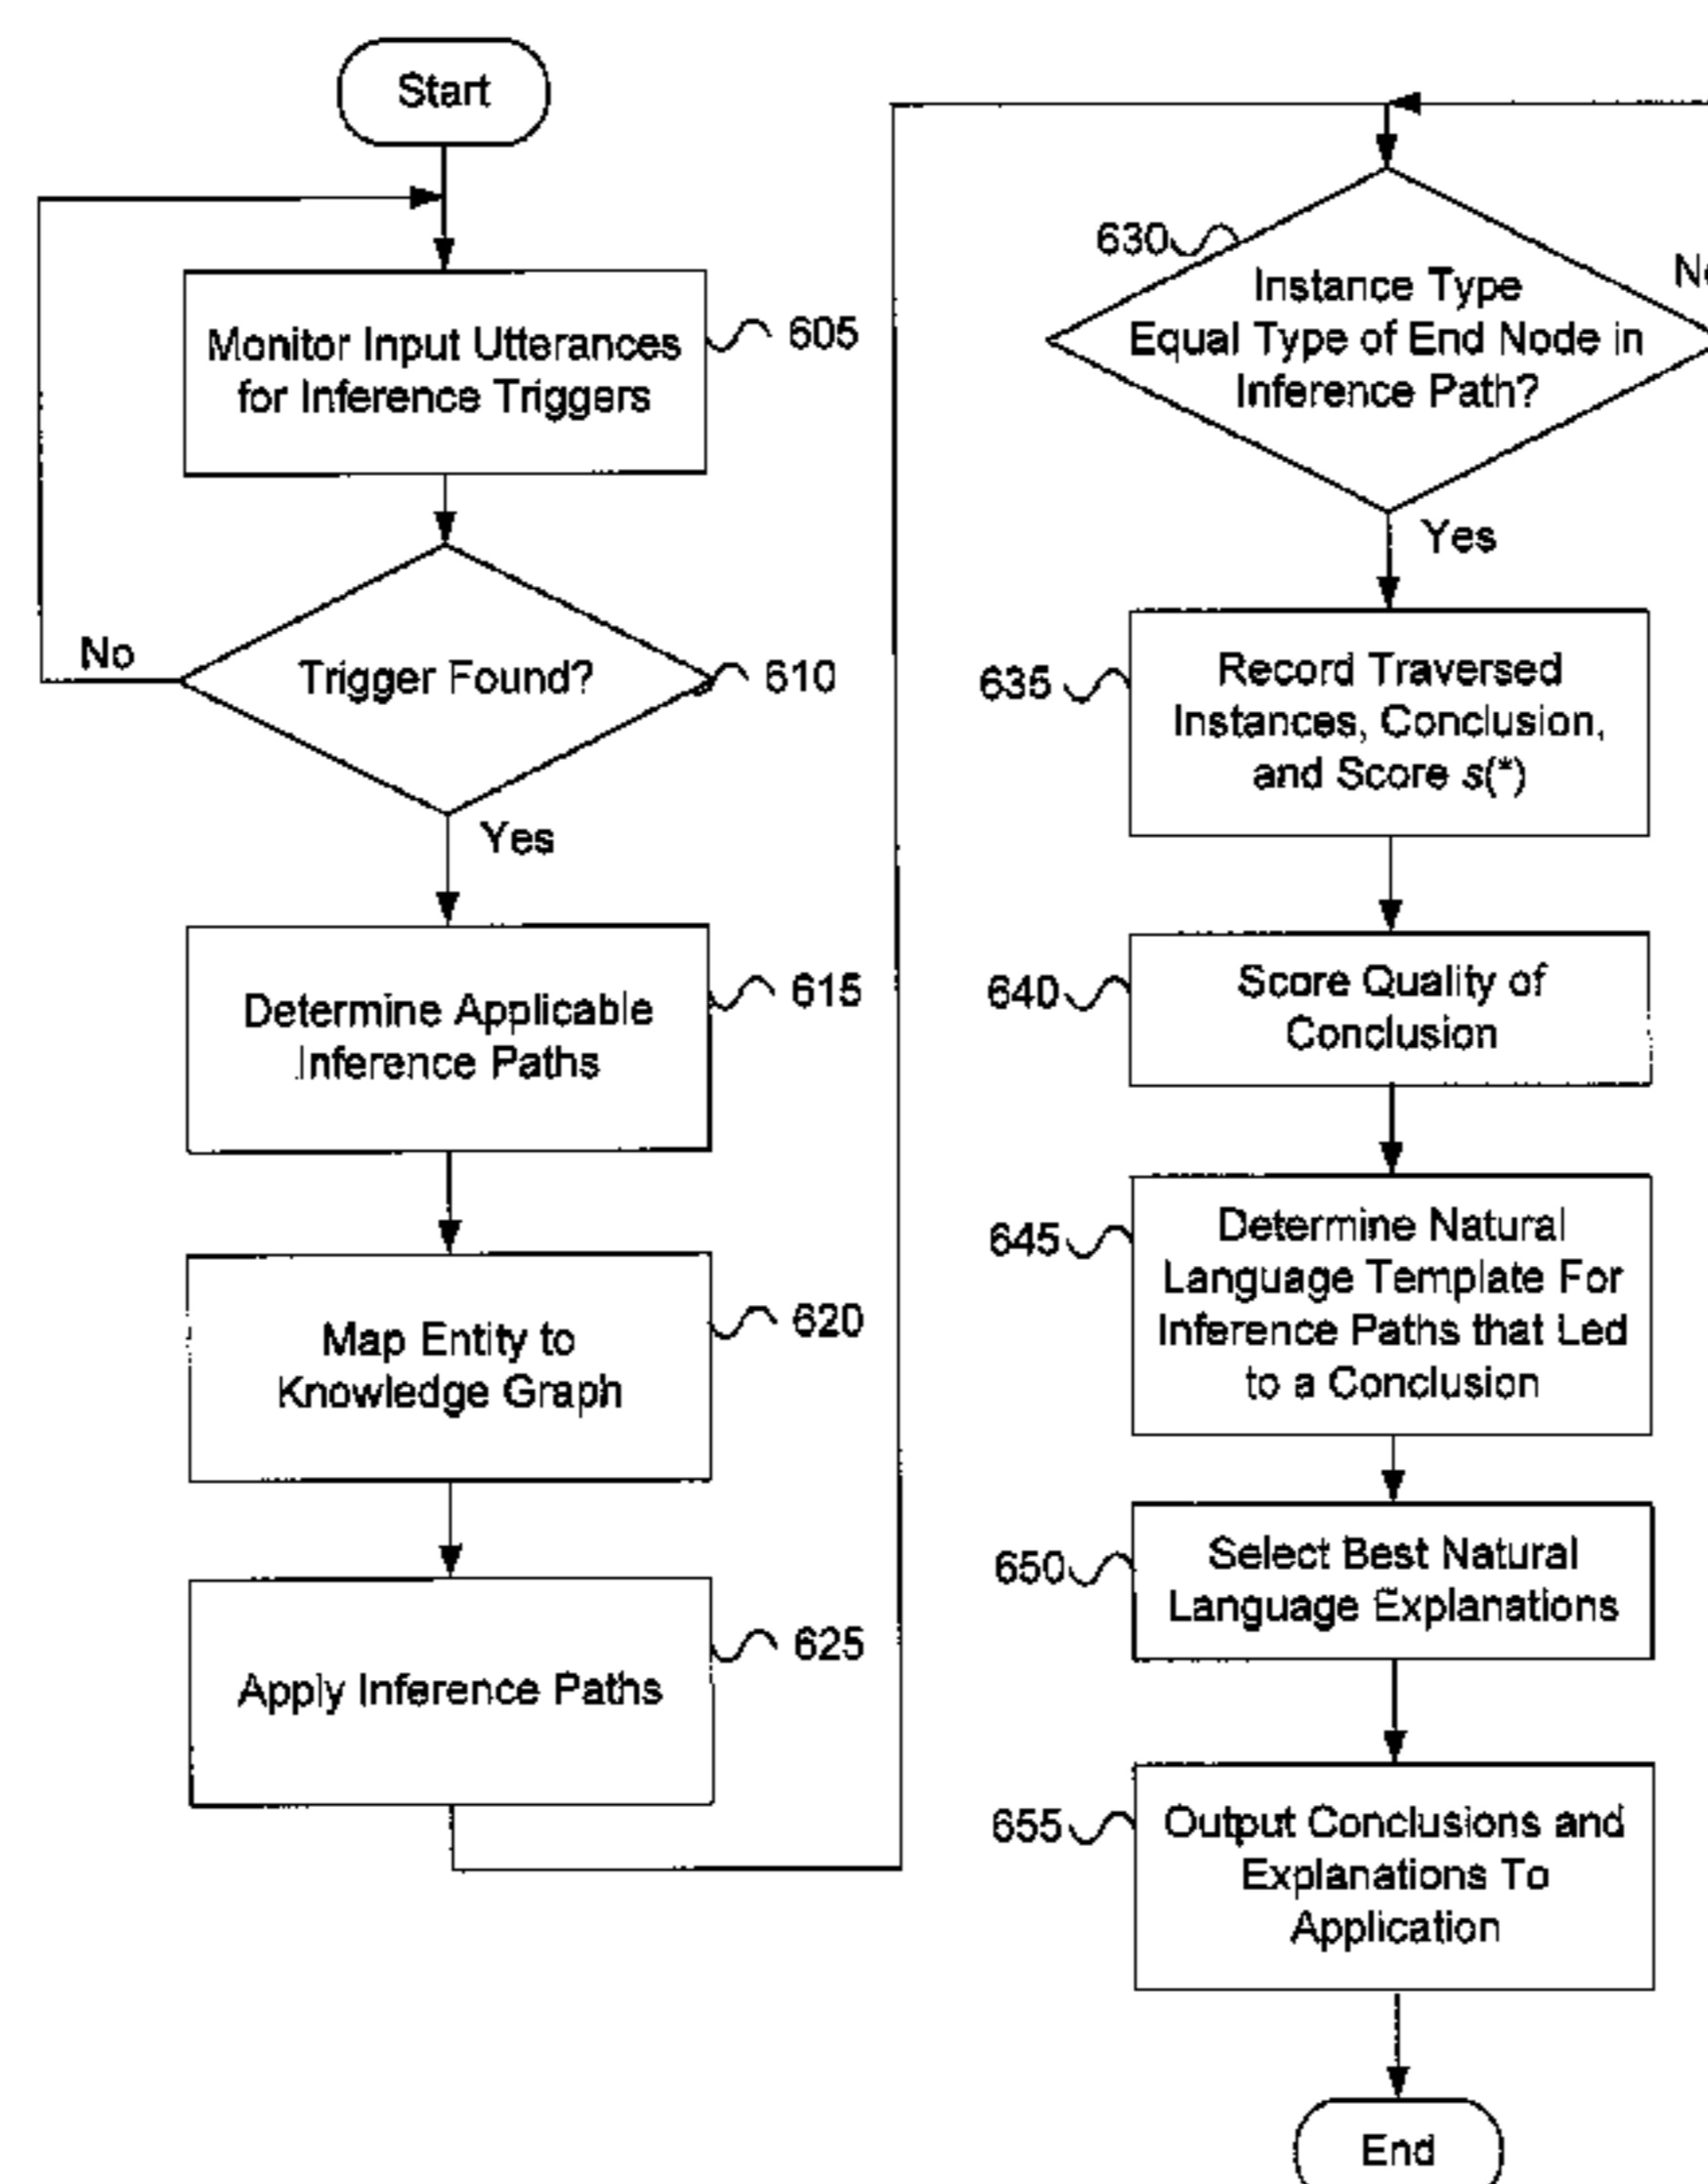 Start
Monitor Input Utterances
for Inference Triggers
605
Trigger Found?
610
No
Yes
Determine Applicable
Inference Paths
615
Map Entity to
Knowledge Graph
620
Apply Inference Paths
625
630
Instance Type
Equal Type of End Node in
Inference Path?
Yes
635
Record Traversed
Instances, Conclusion,
and Score s(*)
640
Score Quality of
Conclusion
645
Determine Natural
Language Template For
Inference Paths that Led
to a Conclusion
650
Select Best Natural
Language Explanations
655
Output Conclusions and
Explanations To
Application
End